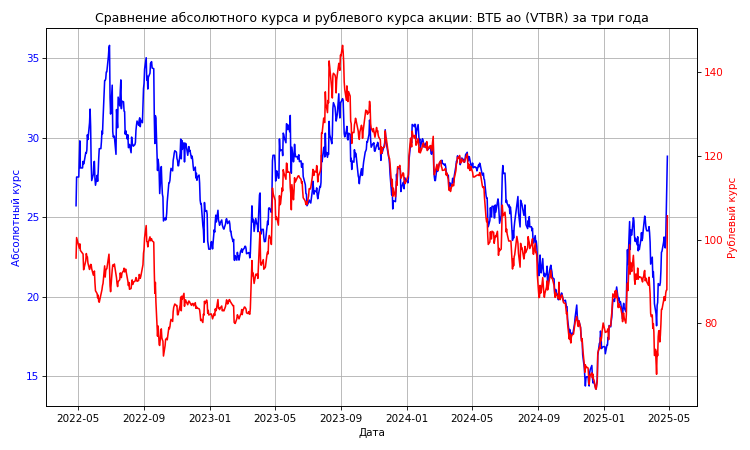 Сравнение абсолютного курса и рублевого курса акции: ВТБ ао (VTBR) за три года
35
30
25
20
15
Абсолютный курс
140
120
100
80
Рублевый курс
2022-05 2022-09 2023-01 2023-05 2023-09 2024-01 2024-05 2024-09 2025-01 2025-05
Дата